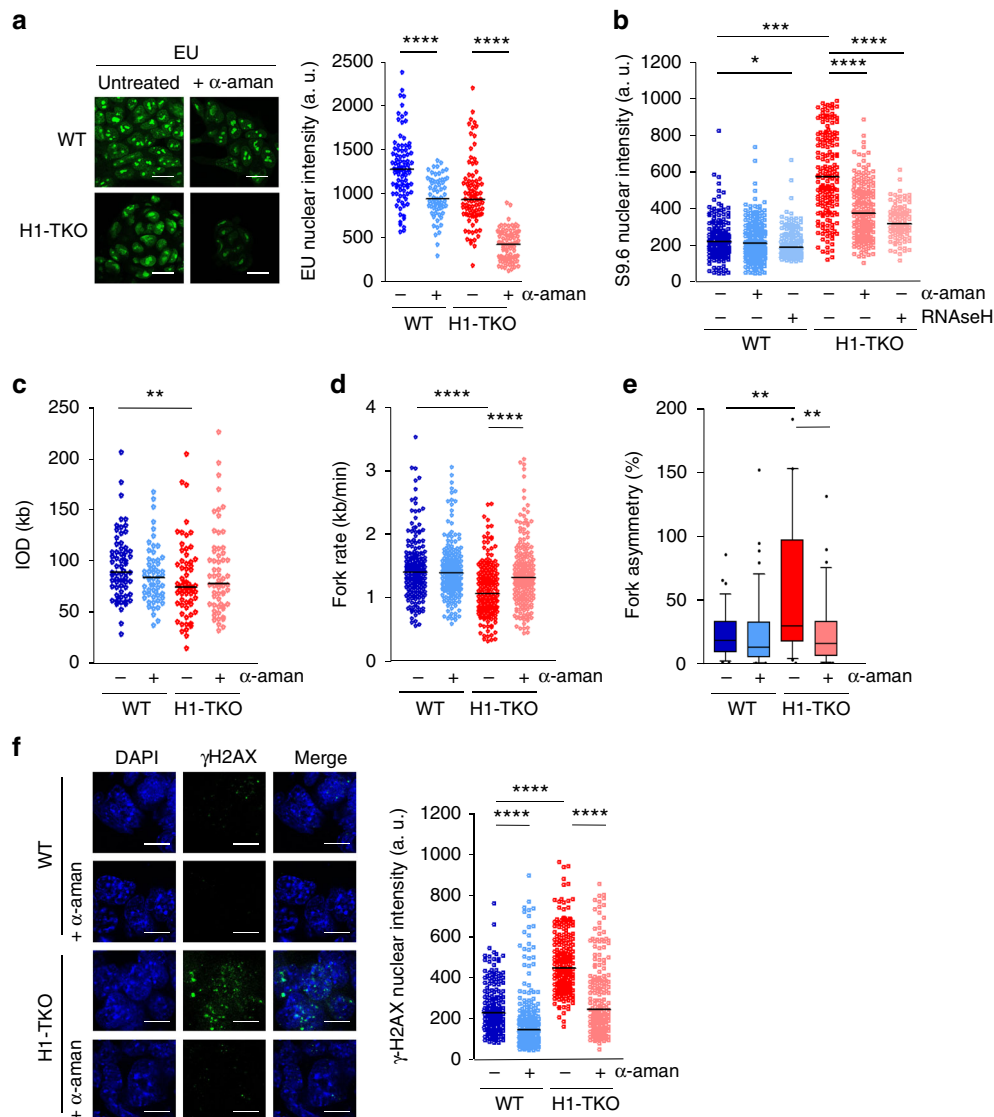 a
EU
Untreated
+ α-aman
WT
H1-TKO
EU nuclear intensity (a. u.)
2500
2000
1500
1000
500
0
****
****
– + – + α-aman
WT H1-TKO
b
S9.6 nuclear intensity (a. u.)
1200
1000
800
600
400
200
0
***
****
* ****
– + – – + – α-aman
– – + – – + RNAseH
WT H1-TKO
c
IOD (kb)
250
200
150
100
50
0
**
– + – + α-aman
WT H1-TKO
d
Fork rate (kb/min)
4
3
2
1
0
****
****
– + – + α-aman
WT H1-TKO
e
Fork asymmetry (%)
200
150
100
50
0
**
**
– + – + α-aman
WT H1-TKO
f
DAPI γH2AX Merge
WT
+ α-aman
H1-TKO
+ α-aman
γ-H2AX nuclear intensity (a. u.)
1200
1000
800
600
400
200
0
****
**** ****
– + – + α-aman
WT H1-TKO